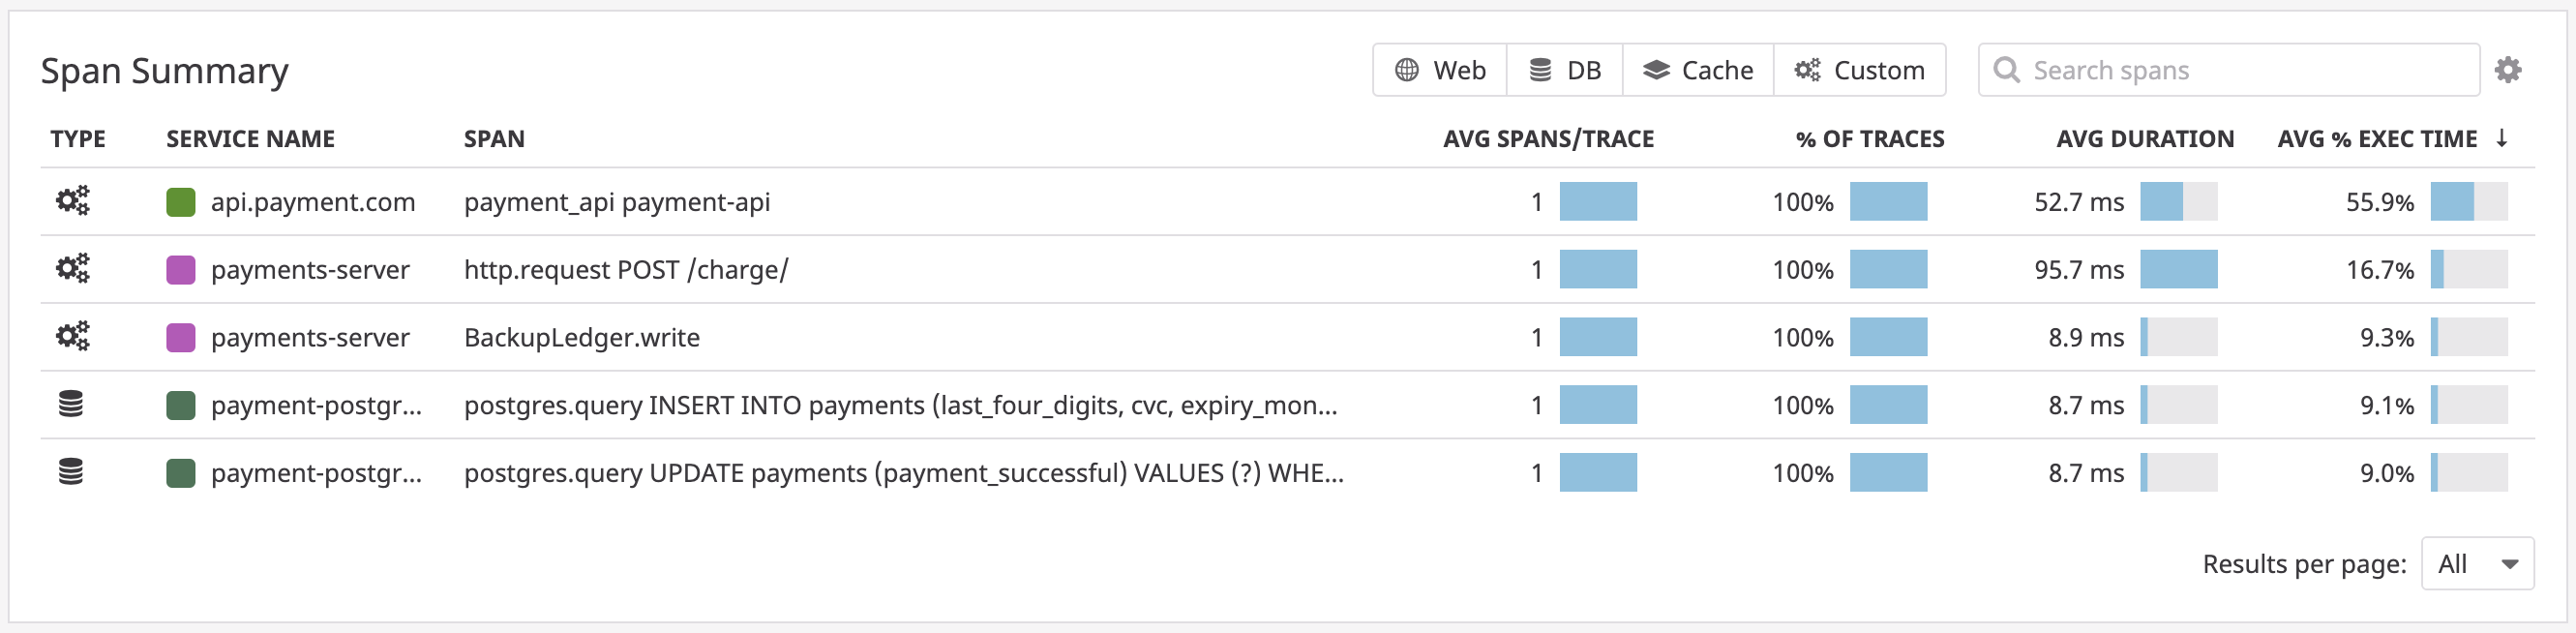 Span Summary
Web DB Cache Custom Search spans
TYPE SERVICE NAME SPAN AVG SPANS/TRACE % OF TRACES AVG DURATION AVG % EXEC TIME ↓
api.payment.com payment_api payment-api 1 100% 52.7 ms 55.9%
payments-server http.request POST /charge/ 1 100% 95.7 ms 16.7%
payments-server BackupLedger.write 1 100% 8.9 ms 9.3%
payment-postgr... postgres.query INSERT INTO payments (last_four_digits, cvc, expiry_mon... 1 100% 8.7 ms 9.1%
payment-postgr... postgres.query UPDATE payments (payment_successful) VALUES (?) WHE... 1 100% 8.7 ms 9.0%
Results per page: All